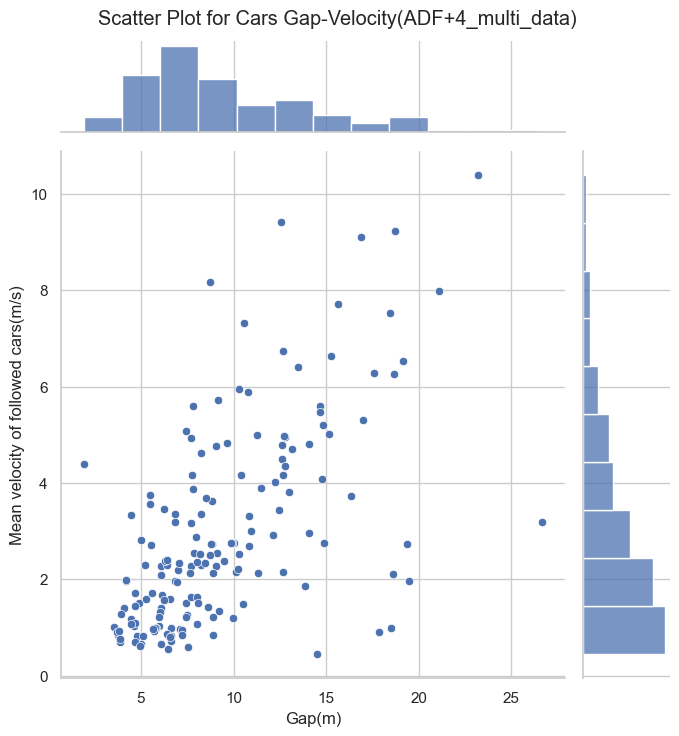 Scatter Plot for Cars Gap-Velocity(ADF+4_multi_data)
10
8
6
4
2
0
Mean velocity of followed cars(m/s)
5 10 15 20 25
Gap(m)